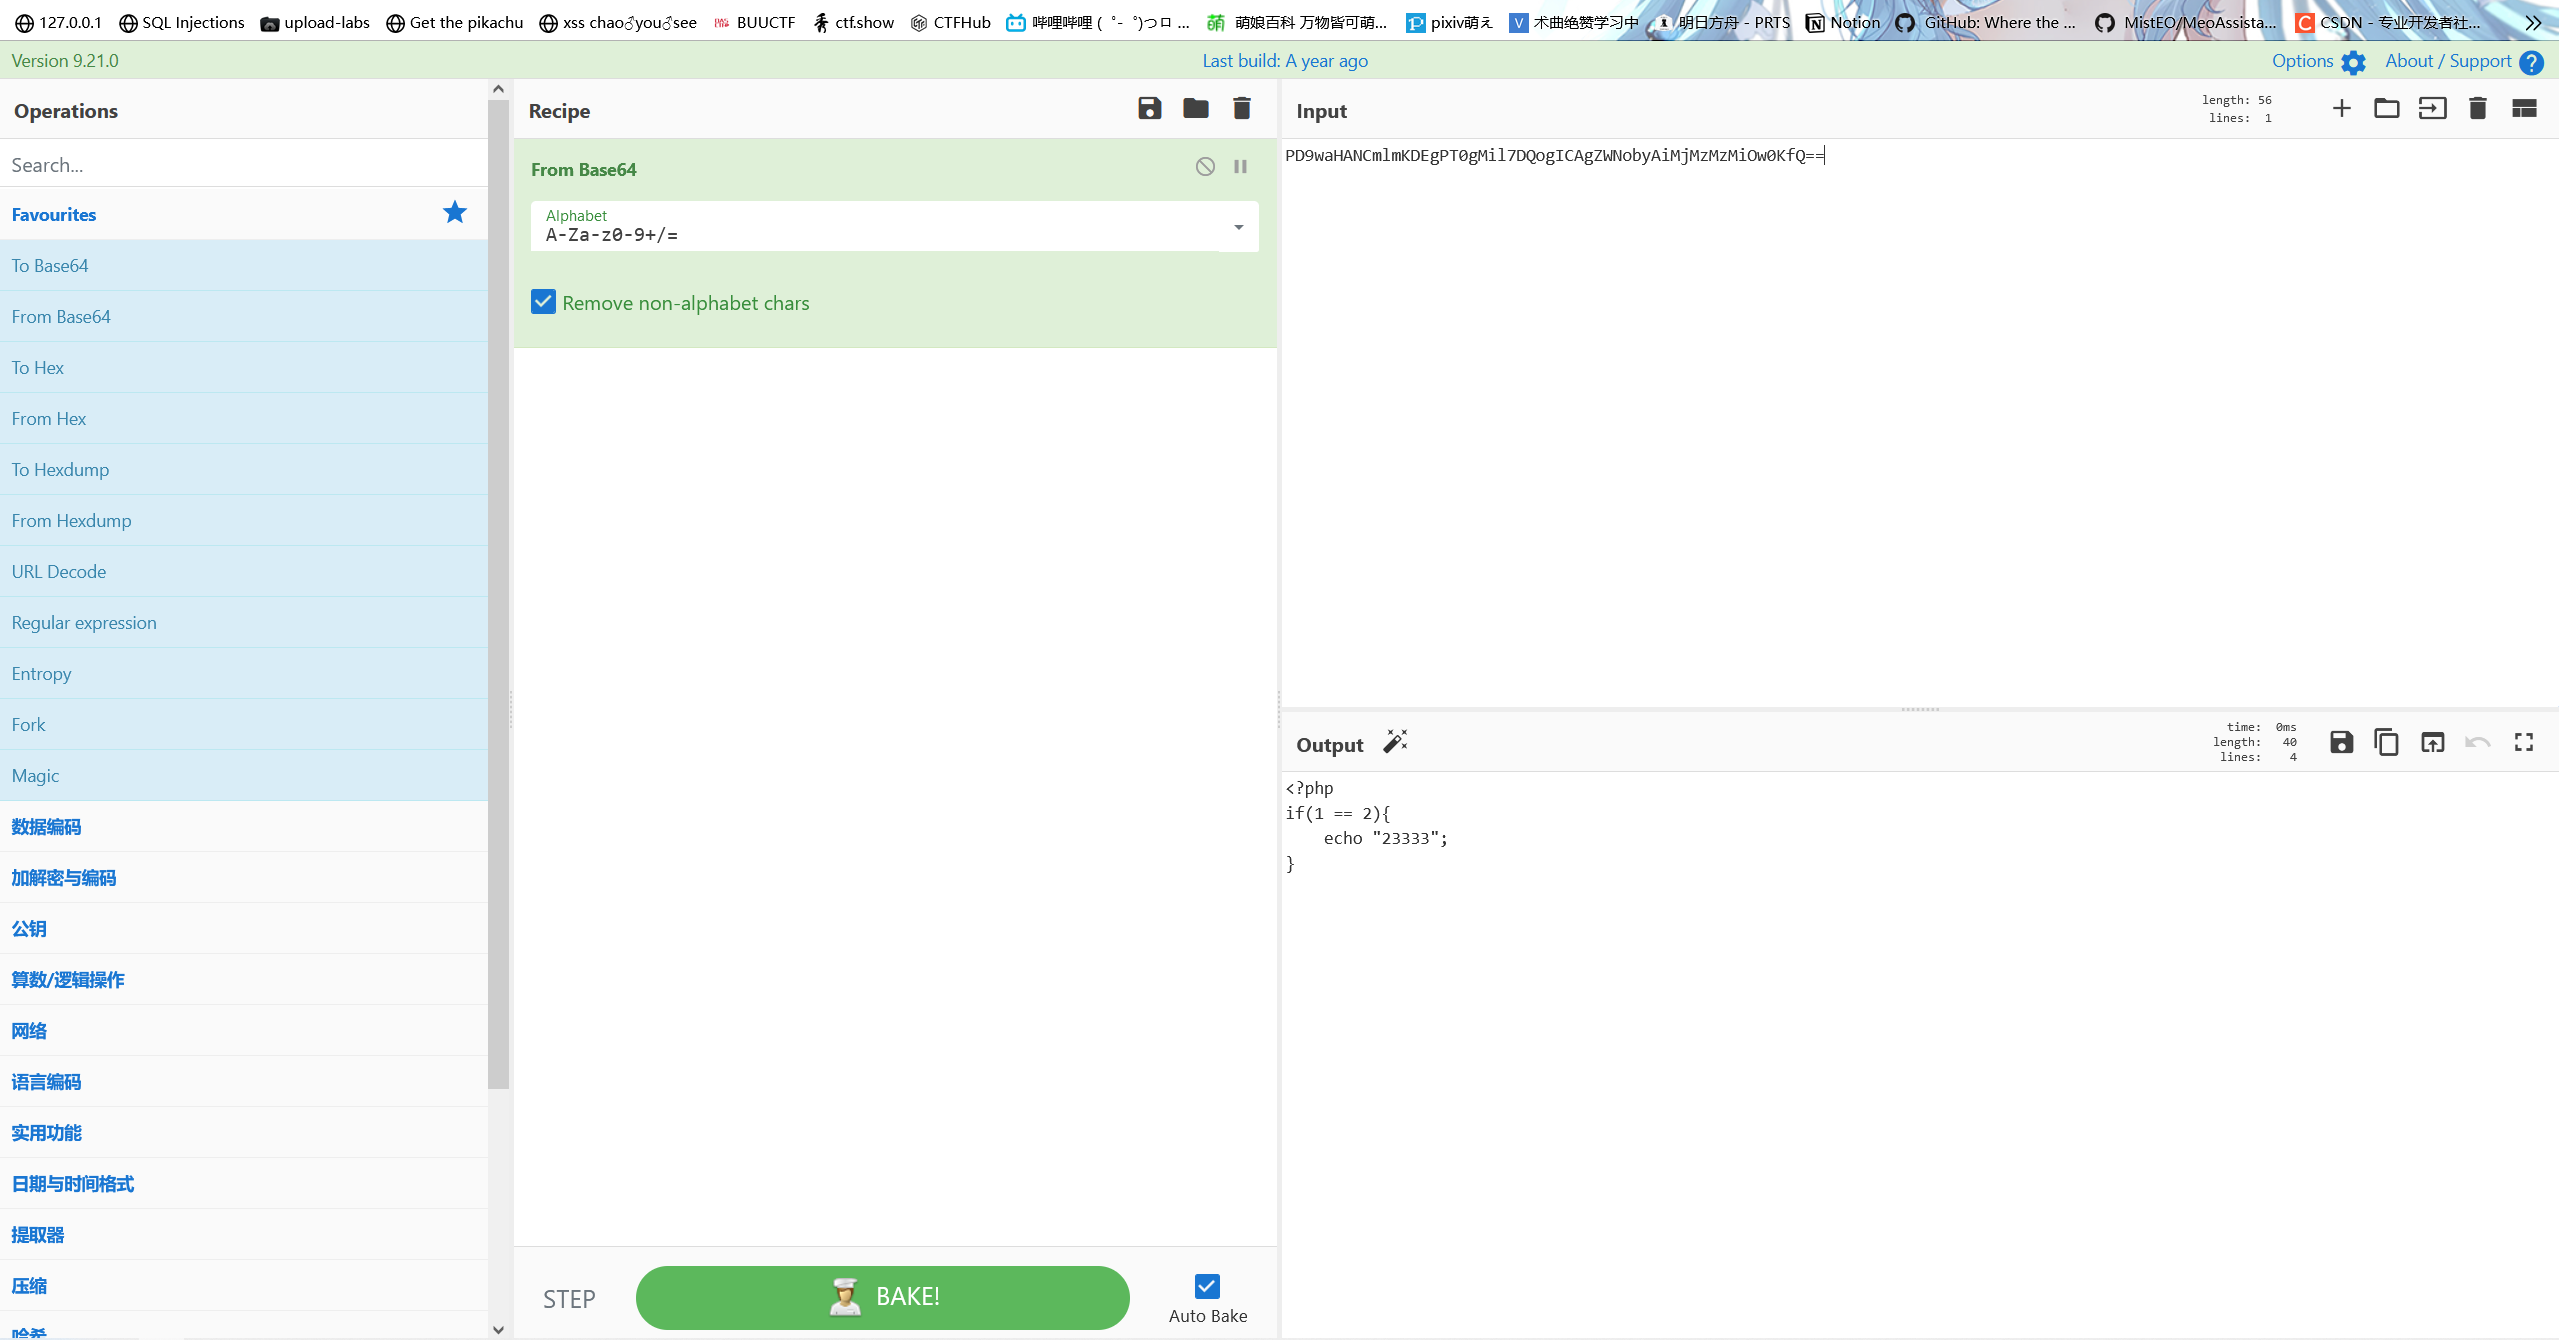 127.0.0.1 SQL Injections upload-labs Get the pikachu xss chao♂you♂see BUUCTF ctf.show CTFHub 哔哩哔哩 ( ゜- ゜)つロ ... 萌娘百科 万物皆可萌... pixiv萌え 术曲绝赞学习中 明日方舟 - PRTS Notion GitHub: Where the ... MistEO/MeoAssista... CSDN - 专业开发者社...
Version 9.21.0 Last build: A year ago Options About / Support
Operations
Search...
Favourites
To Base64
From Base64
To Hex
From Hex
To Hexdump
From Hexdump
URL Decode
Regular expression
Entropy
Fork
Magic
数据编码
加解密与编码
公钥
算数/逻辑操作
网络
语言编码
实用功能
日期与时间格式
提取器
压缩
哈希
Recipe
From Base64
Alphabet
A-Za-z0-9+/=
Remove non-alphabet chars
STEP
BAKE!
Auto Bake
Input
length: 56
lines: 1
PD9waHANCmlmKDEgPT0gMil7DQogICAgZWNobyAiMjMzMzMiOw0KfQ==
Output
time: 0ms
length: 40
lines: 4
<?php
if(1 == 2){
    echo "23333";
}